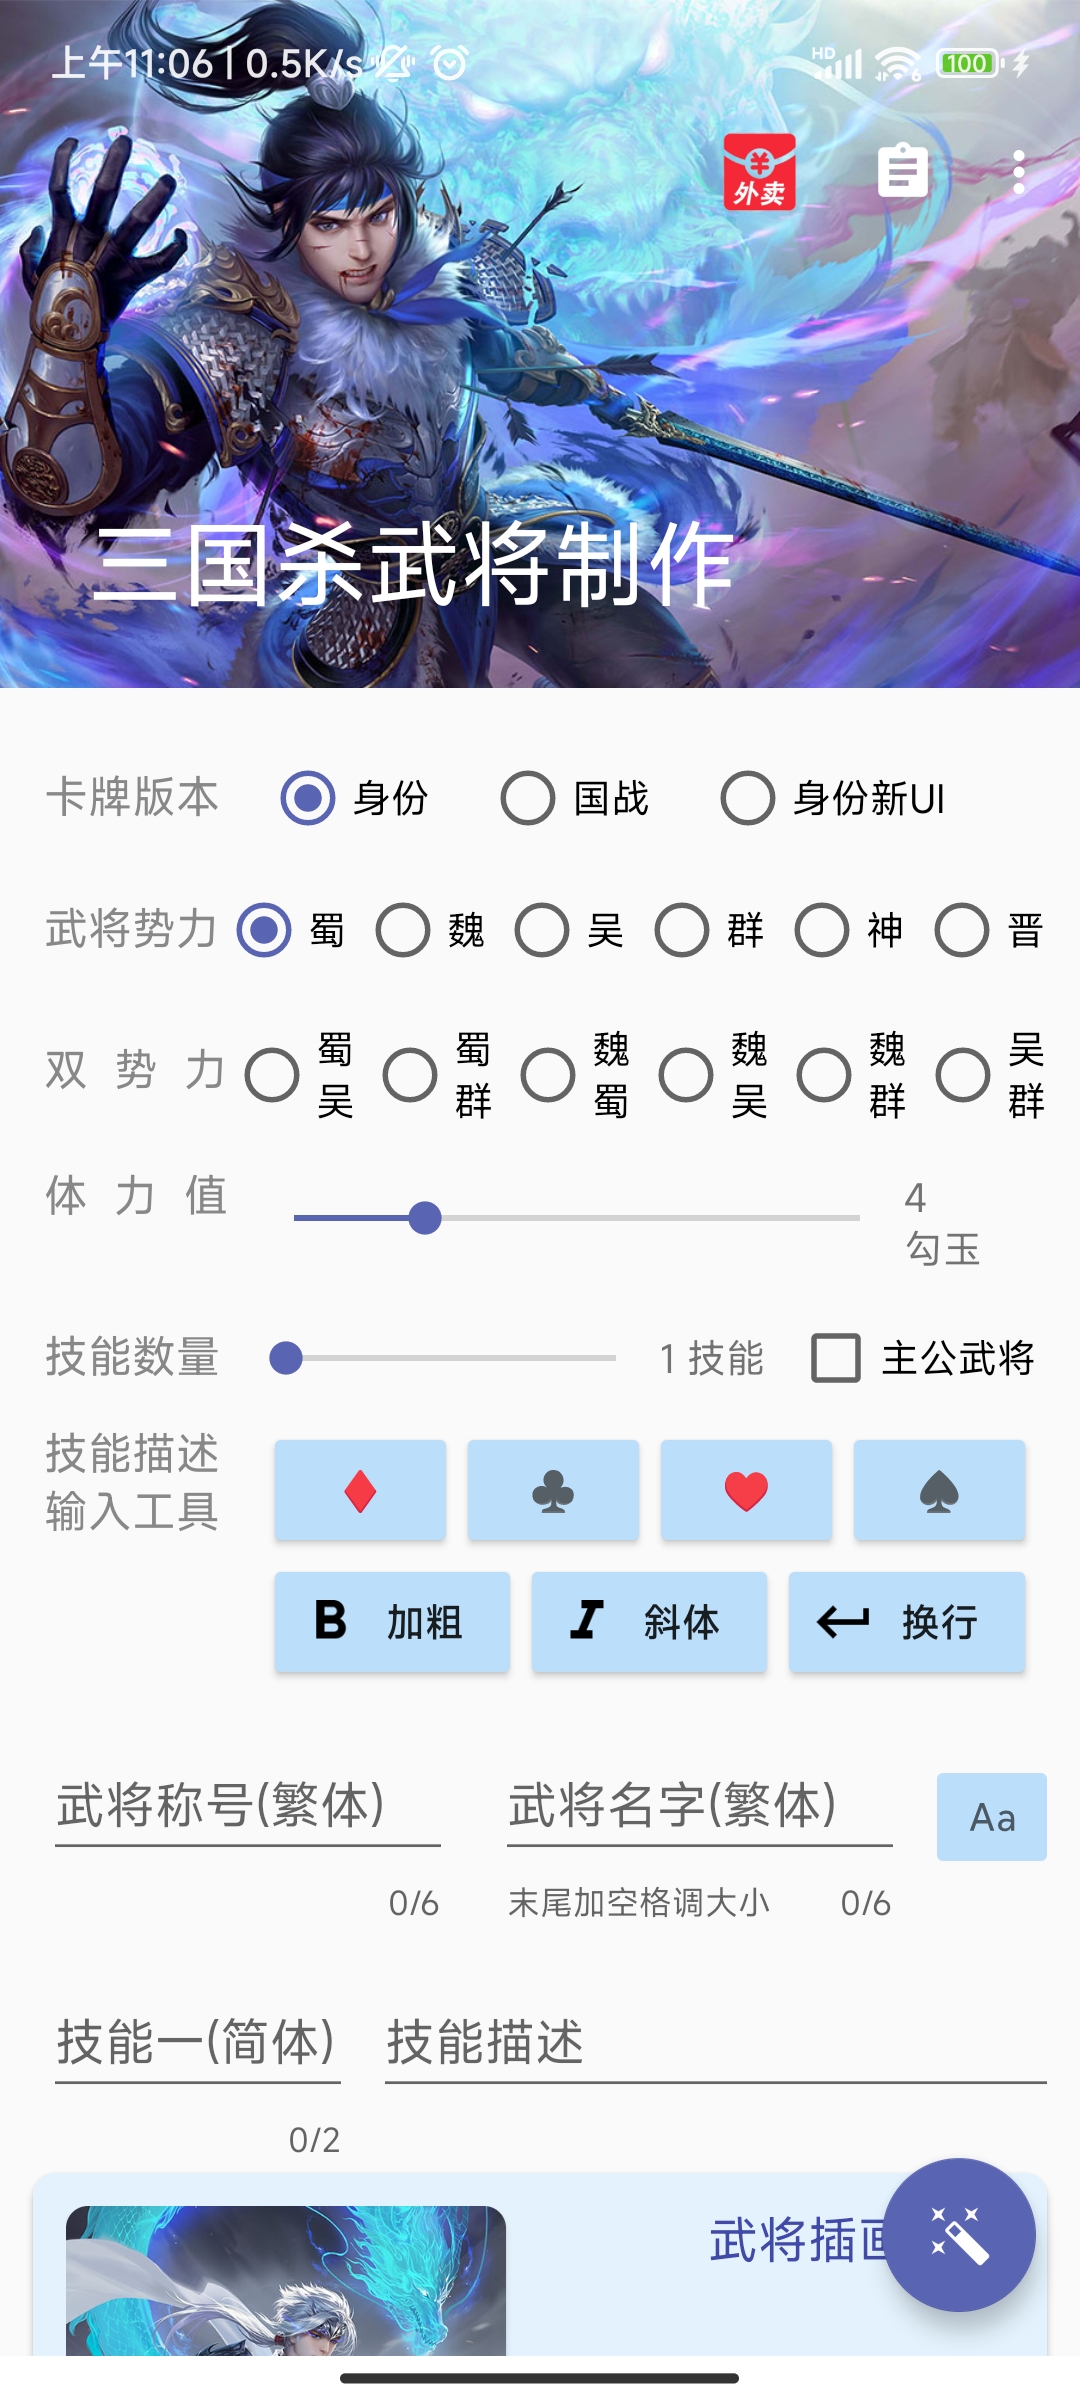 上午11:06 | 0.5K/s
HD
6
100
¥
外卖
三国杀武将制作
卡牌版本 身份 国战 身份新UI
武将势力 蜀 魏 吴 群 神 晋
双 势 力 蜀吴 蜀群 魏蜀 魏吴 魏群 吴群
体 力 值 4
勾玉
技能数量 1 技能 主公武将
技能描述
输入工具
B 加粗 I 斜体 换行
武将称号(繁体) 武将名字(繁体) Aa
0/6 末尾加空格调大小 0/6
技能一(简体) 技能描述
0/2
武将插画